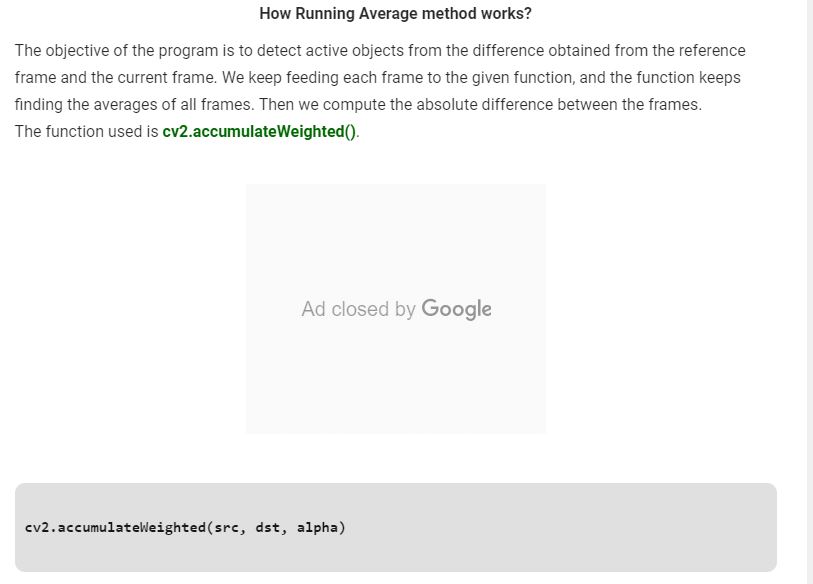 How Running Average method works?
The objective of the program is to detect active objects from the difference obtained from the reference
frame and the current frame. We keep feeding each frame to the given function, and the function keeps
finding the averages of all frames. Then we compute the absolute difference between the frames.
The function used is cv2.accumulateWeighted().
Ad closed by Google
cv2.accumulateWeighted(src, dst, alpha)